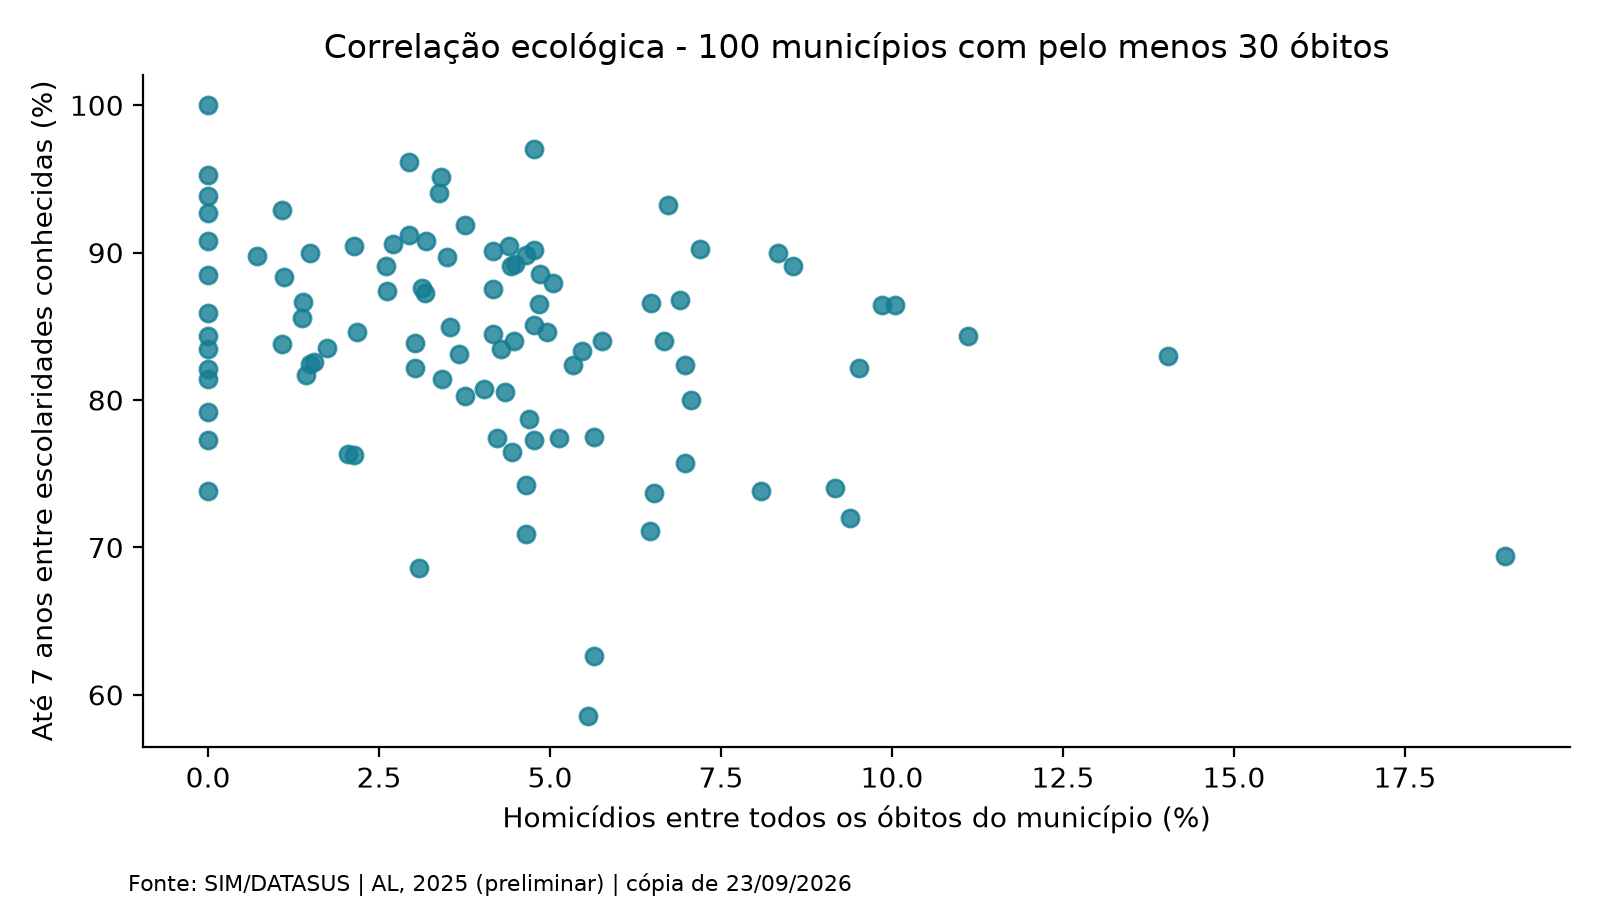 Correlação ecológica - 100 municípios com pelo menos 30 óbitos
Até 7 anos entre escolaridades conhecidas (%)
100
90
80
70
60
0.0 2.5 5.0 7.5 10.0 12.5 15.0 17.5
Homicídios entre todos os óbitos do município (%)
Fonte: SIM/DATASUS | AL, 2025 (preliminar) | cópia de 23/09/2026